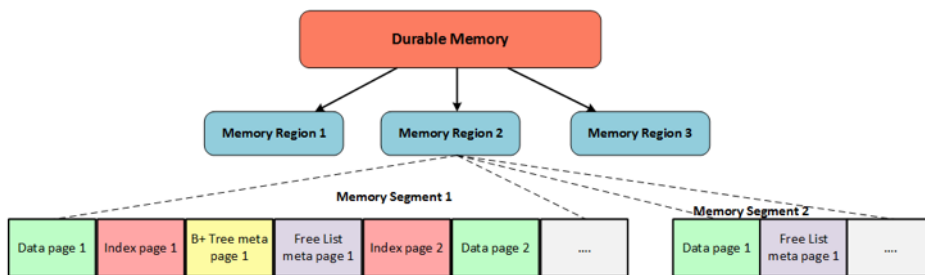 Durable Memory
Memory Region 1
Memory Region 2
Memory Region 3
Memory Segment 1
Memory Segment 2
Data page 1
Index page 1
B+ Tree meta
page 1
Free List
meta page 1
Index page 2
Data page 2
....
Data page 1
Free List
meta page 1
....